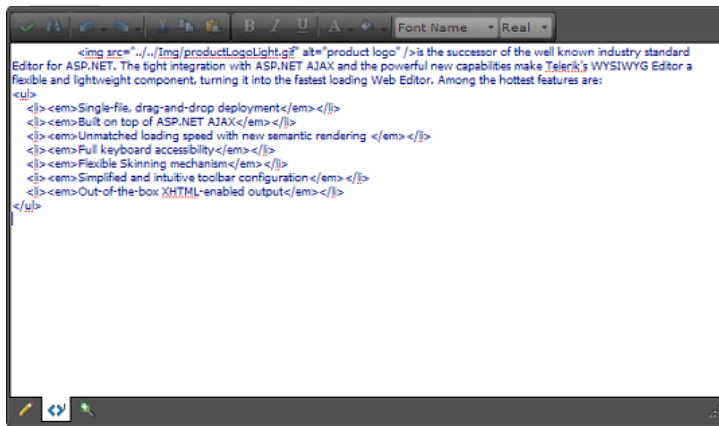 B I U A Font Name Real
<img src="../../Img/productLogoLight.gif" alt="product logo" />is the successor of the well known industry standard
Editor for ASP.NET. The tight integration with ASP.NET AJAX and the powerful new capabilities make Telerik's WYSIWYG Editor a
flexible and lightweight component, turning it into the fastest loading Web Editor. Among the hottest features are:
<ul>
<li><em>Single-file, drag-and-drop deployment</em></li>
<li><em>Built on top of ASP.NET AJAX</em></li>
<li><em>Unmatched loading speed with new semantic rendering </em></li>
<li><em>Full keyboard accessibility</em></li>
<li><em>Flexible Skinning mechanism</em></li>
<li><em>Simplified and intuitive toolbar configuration</em></li>
<li><em>Out-of-the-box XHTML-enabled output</em></li>
</ul>